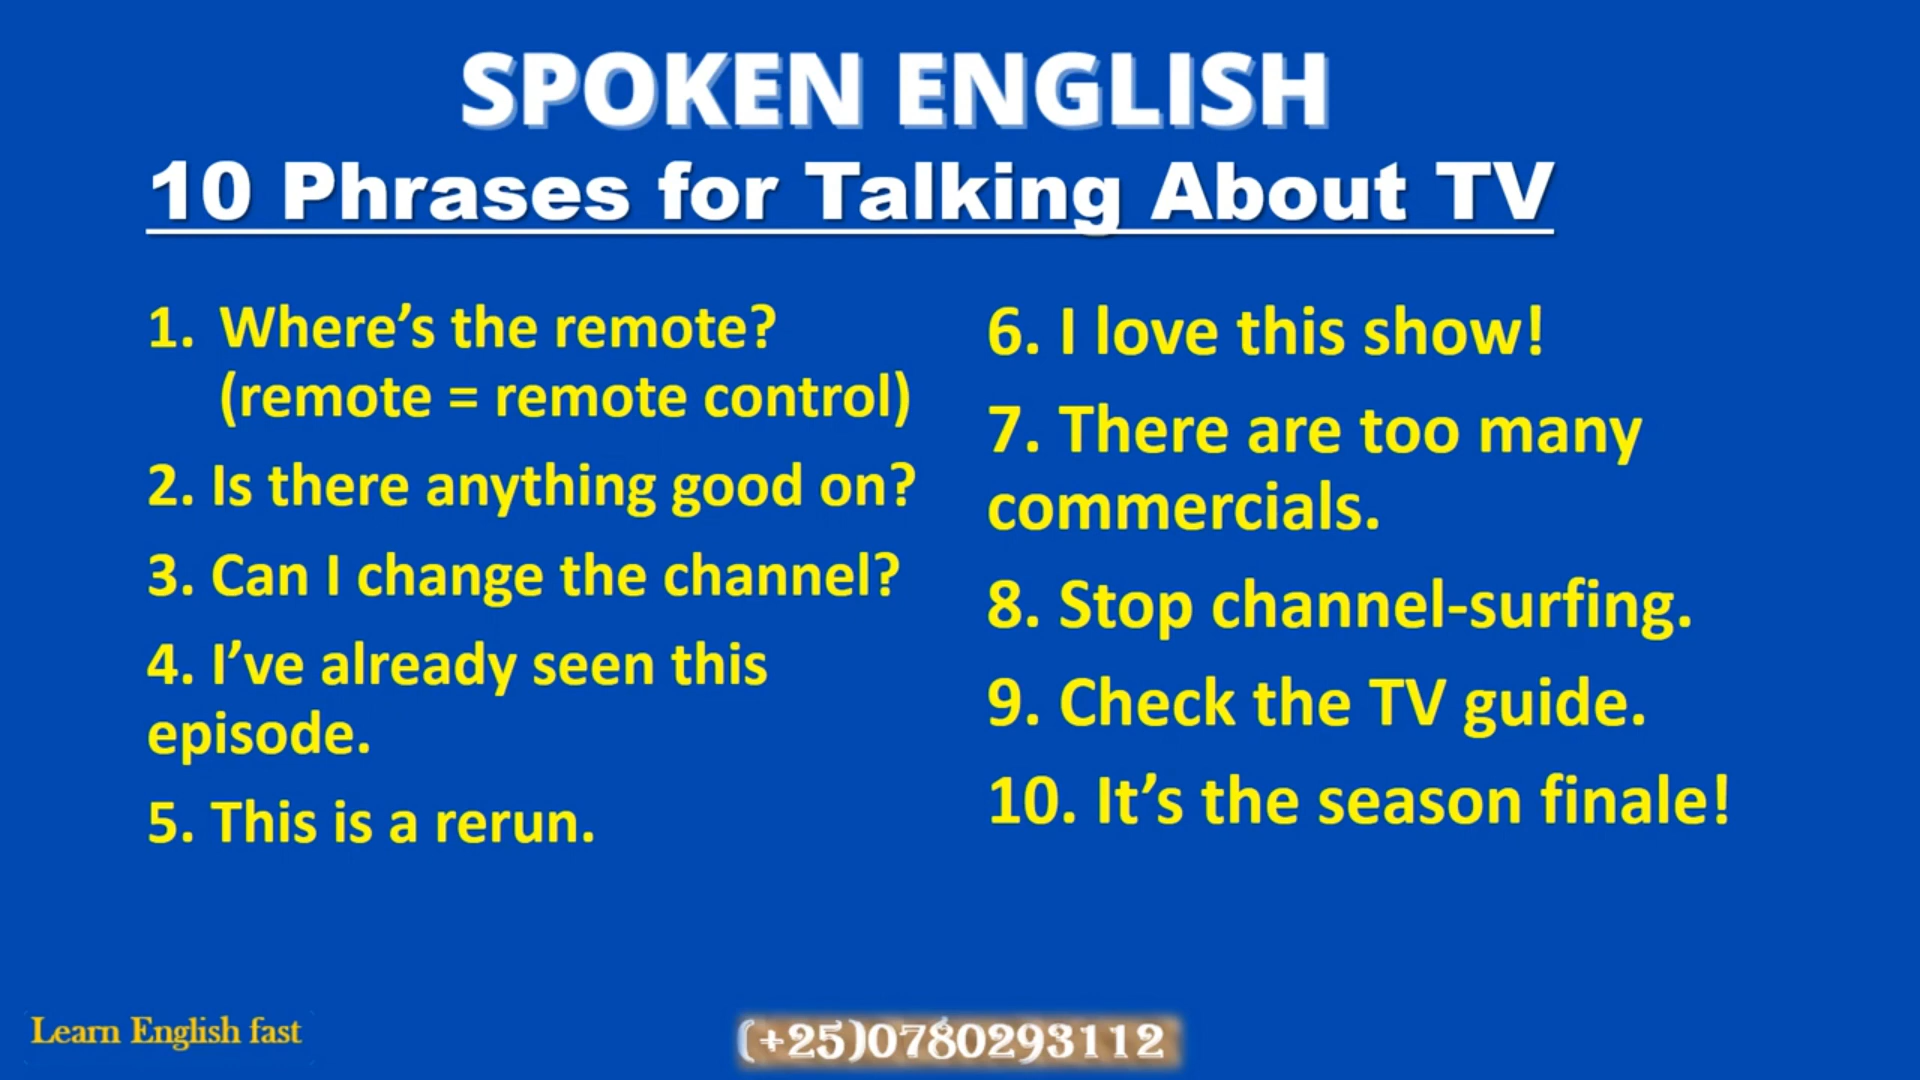 SPOKEN ENGLISH
10 Phrases for Talking About TV
1. Where’s the remote?
(remote = remote control)
2. Is there anything good on?
3. Can I change the channel?
4. I’ve already seen this
episode.
5. This is a rerun.
6. I love this show!
7. There are too many
commercials.
8. Stop channel-surfing.
9. Check the TV guide.
10. It’s the season finale!
Learn English fast
(+25)0780293112